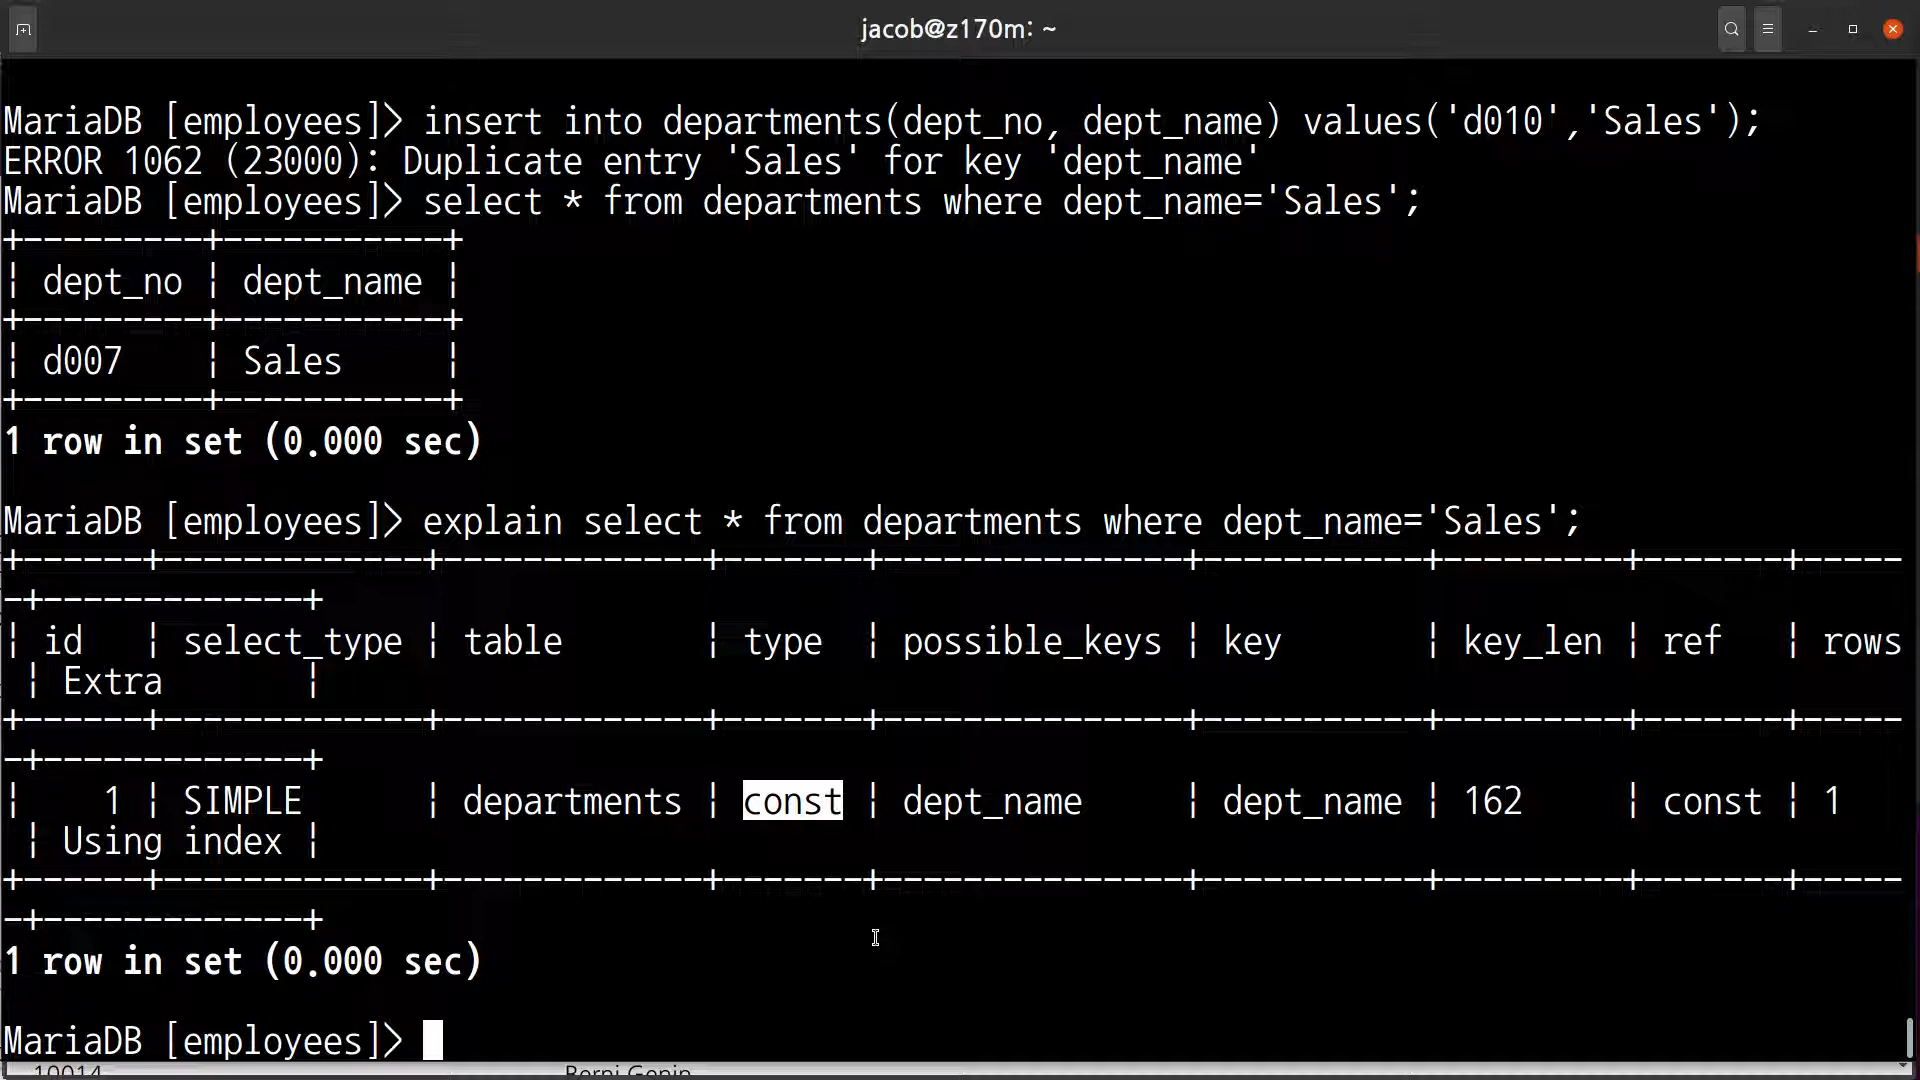 jacob@z170m: ~
MariaDB [employees]> insert into departments(dept_no, dept_name) values('d010','Sales');
ERROR 1062 (23000): Duplicate entry 'Sales' for key 'dept_name'
MariaDB [employees]> select * from departments where dept_name='Sales';
+---------+-----------+
| dept_no | dept_name |
+---------+-----------+
| d007    | Sales     |
+---------+-----------+
1 row in set (0.000 sec)
MariaDB [employees]> explain select * from departments where dept_name='Sales';
+------+-------------+-------------+-------+---------------+-----------+---------+-------+-----
-+-------------+
| id   | select_type | table       | type  | possible_keys | key       | key_len | ref   | rows
 | Extra       |
+------+-------------+-------------+-------+---------------+-----------+---------+-------+-----
-+-------------+
|    1 | SIMPLE      | departments | const | dept_name     | dept_name | 162     | const | 1
 | Using index |
+------+-------------+-------------+-------+---------------+-----------+---------+-------+-----
-+-------------+
1 row in set (0.000 sec)
MariaDB [employees]>
10014 Berni Genin